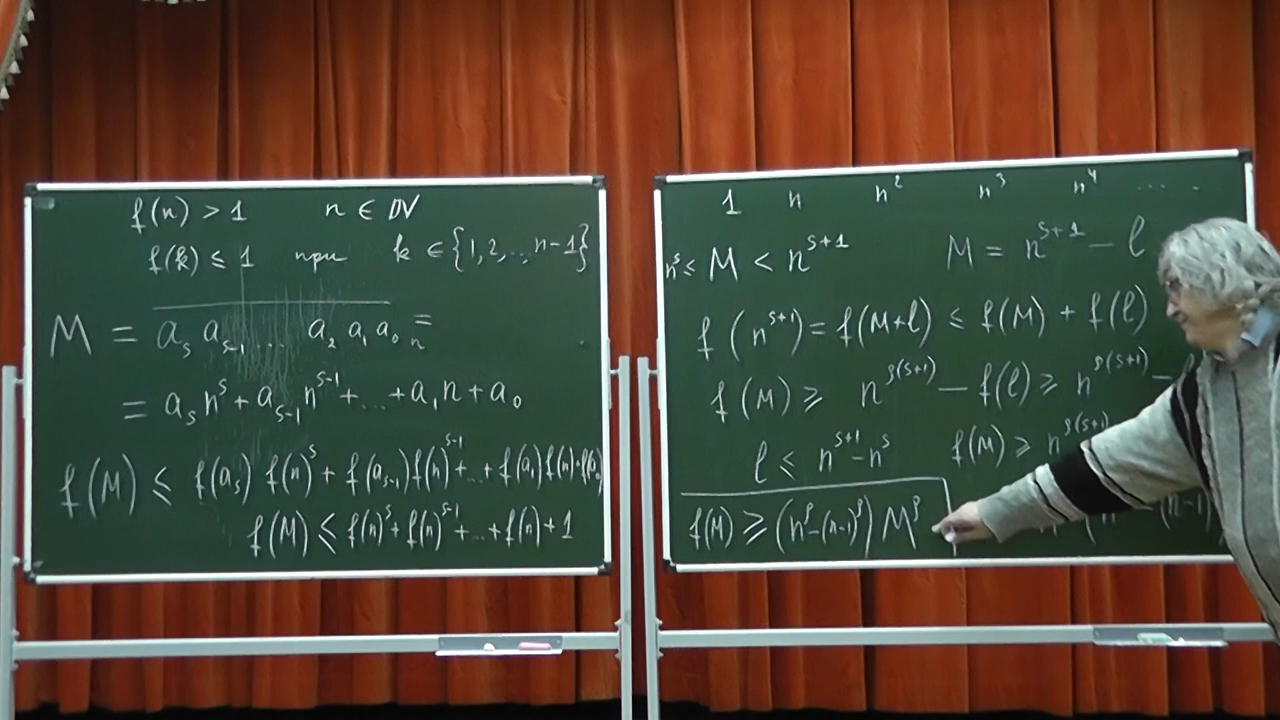 f(n) > 1 n ∈ ℕ
f(k) ≤ 1 при k ∈ {1, 2, ..., n-1}
M = a_s a_{s-1} ... a_2 a_1 a_0 =_n
= a_s n^s + a_{s-1} n^{s-1} + ... + a_1 n + a_0
f(M) ≤ f(a_s) f(n)^s + f(a_{s-1}) f(n)^{s-1} + ... + f(a_1) f(n) + f(a_0)
f(M) ≤ f(n)^s + f(n)^{s-1} + ... + f(n) + 1
1 n n^2 n^3 n^4 .....
n^s ≤ M < n^{s+1} M = n^{s+1} - l
f(n^{s+1}) = f(M+l) ≤ f(M) + f(l)
f(M) ≥ n^{ρ(s+1)} - f(l) ≥ n^{ρ(s+1)} -
l ≤ n^{s+1} - n^s f(M) ≥ n^{ρ(s+1)}
f(M) ≥ (n^ρ - (n-1)^ρ) M^ρ